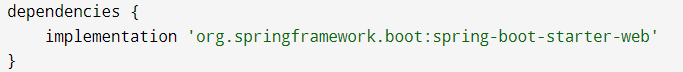 dependencies {
    implementation 'org.springframework.boot:spring-boot-starter-web'
}